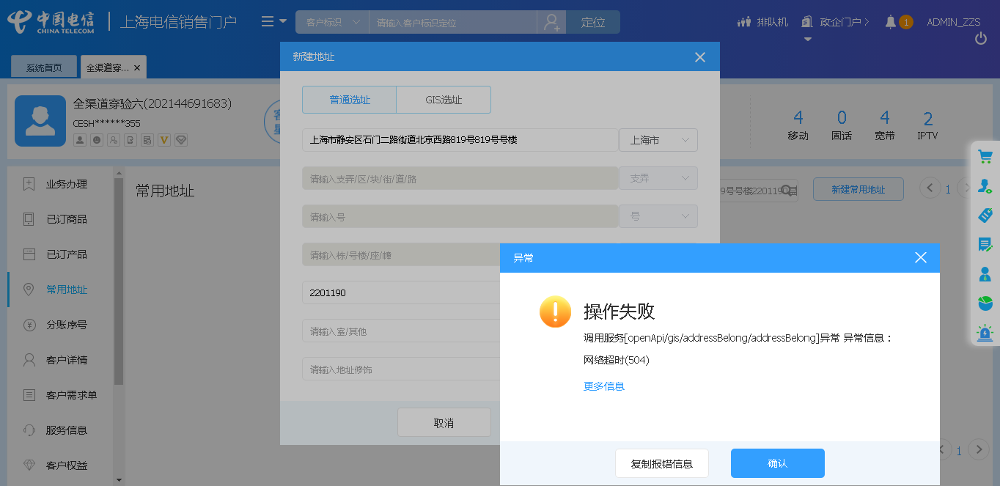 中国电信
CHINA TELECOM
上海电信销售门户
客户标识
请输入客户标识定位
定位
排队机
政企门户
1
ADMIN_ZZS
系统首页
全渠道穿...
新建地址
全渠道穿验六(202144691683)
CESH******355
普通选址
GIS选址
4
0
4
2
移动
固话
宽带
IPTV
上海市静安区石门二路街道北京西路819号819号号楼
上海市
业务办理
已订商品
已订产品
常用地址
分账序号
客户详情
客户需求单
服务信息
客户权益
常用地址
请输入支弄/区/块/街/道/路
支弄
9号号楼220119
新建常用地址
1
请输入号
号
请输入栋/号楼/座/幢
2201190
请输入室/其他
请输入地址修饰
取消
异常
操作失败
调用服务[openApi/gis/addressBelong/addressBelong]异常 异常信息：
网络超时(504)
更多信息
复制报错信息
确认
1